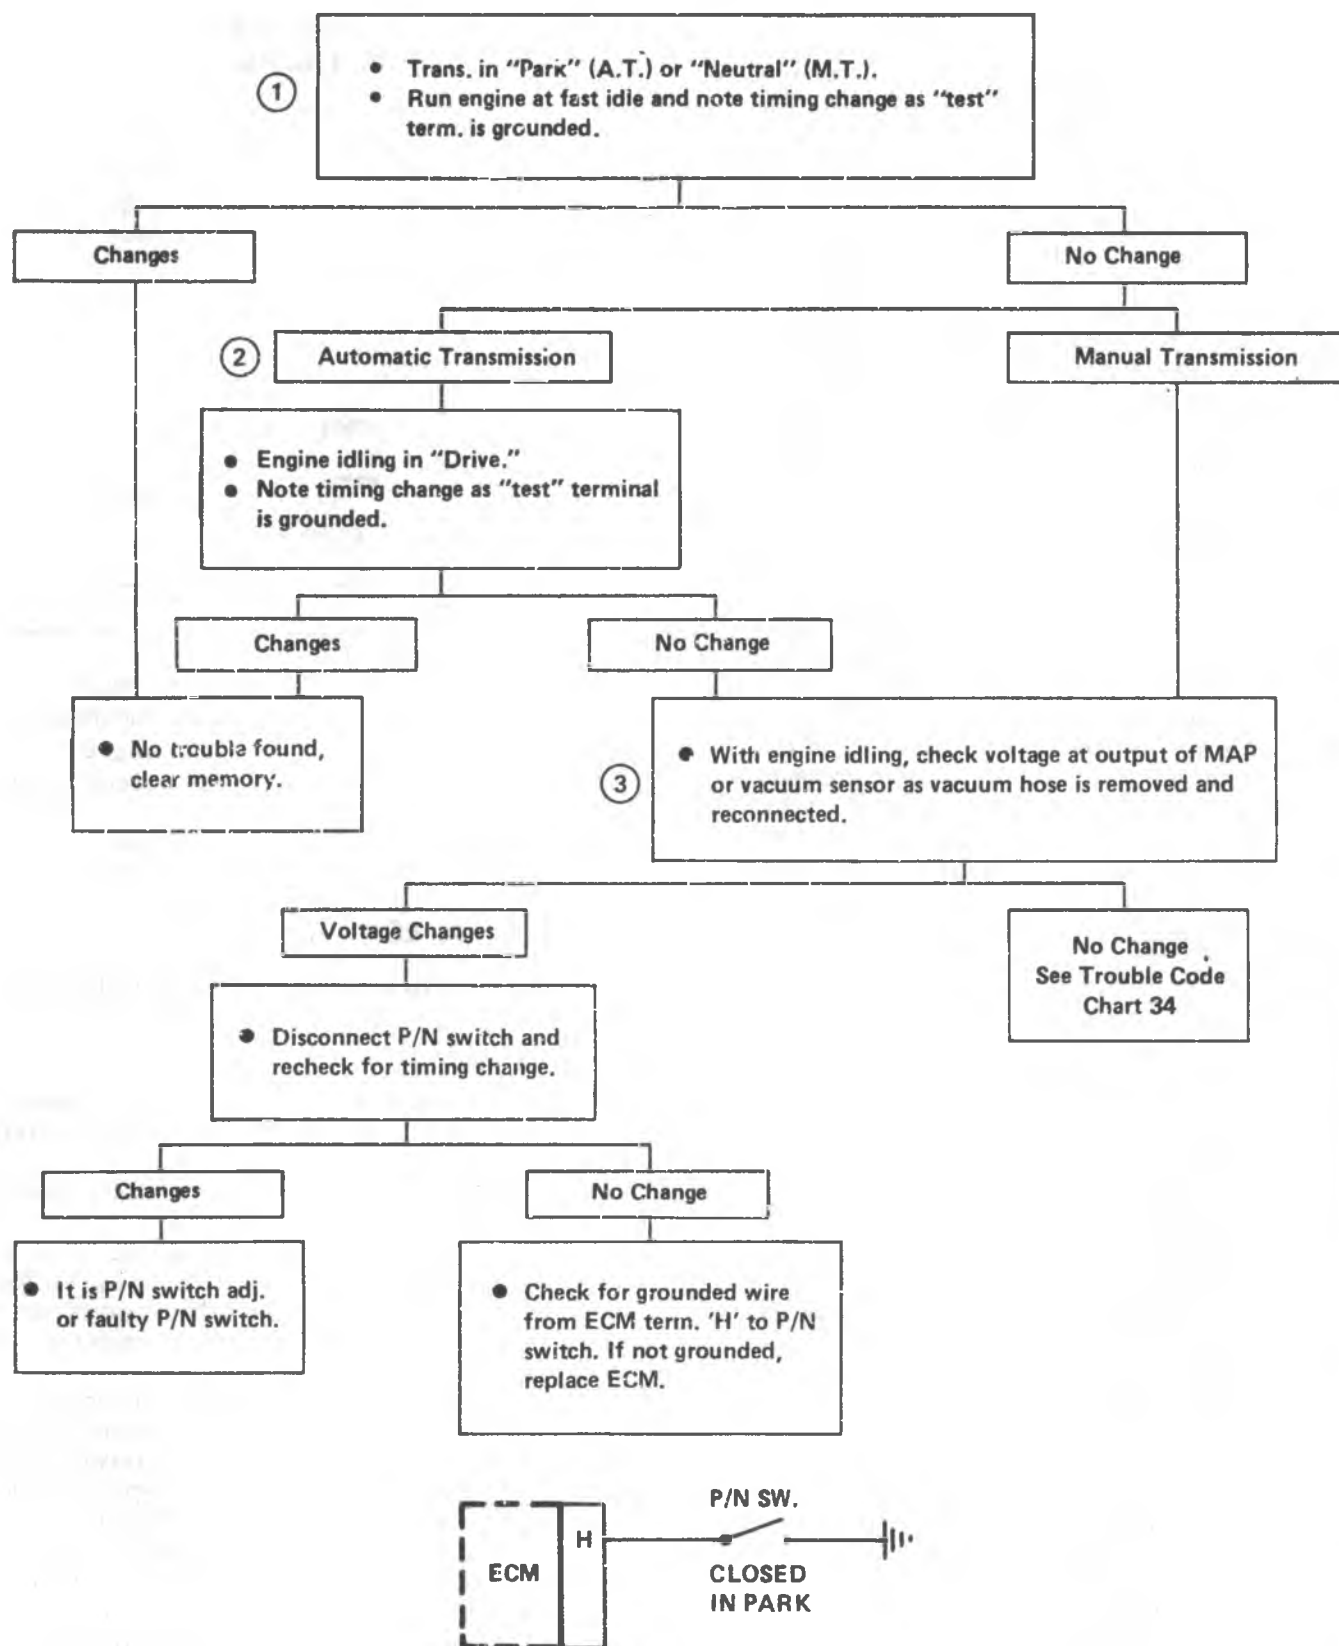 1
● Trans. in "Park" (A.T.) or "Neutral" (M.T.).
● Run engine at fast idle and note timing change as "test"
term. is grounded.
Changes
No Change
2
Automatic Transmission
Manual Transmission
● Engine idling in "Drive."
● Note timing change as "test" terminal
is grounded.
Changes
No Change
● No trouble found,
clear memory.
3
● With engine idling, check voltage at output of MAP
or vacuum sensor as vacuum hose is removed and
reconnected.
Voltage Changes
No Change
See Trouble Code
Chart 34
● Disconnect P/N switch and
recheck for timing change.
Changes
No Change
● It is P/N switch adj.
or faulty P/N switch.
● Check for grounded wire
from ECM term. 'H' to P/N
switch. If not grounded,
replace ECM.
ECM
H
P/N SW.
CLOSED
IN PARK